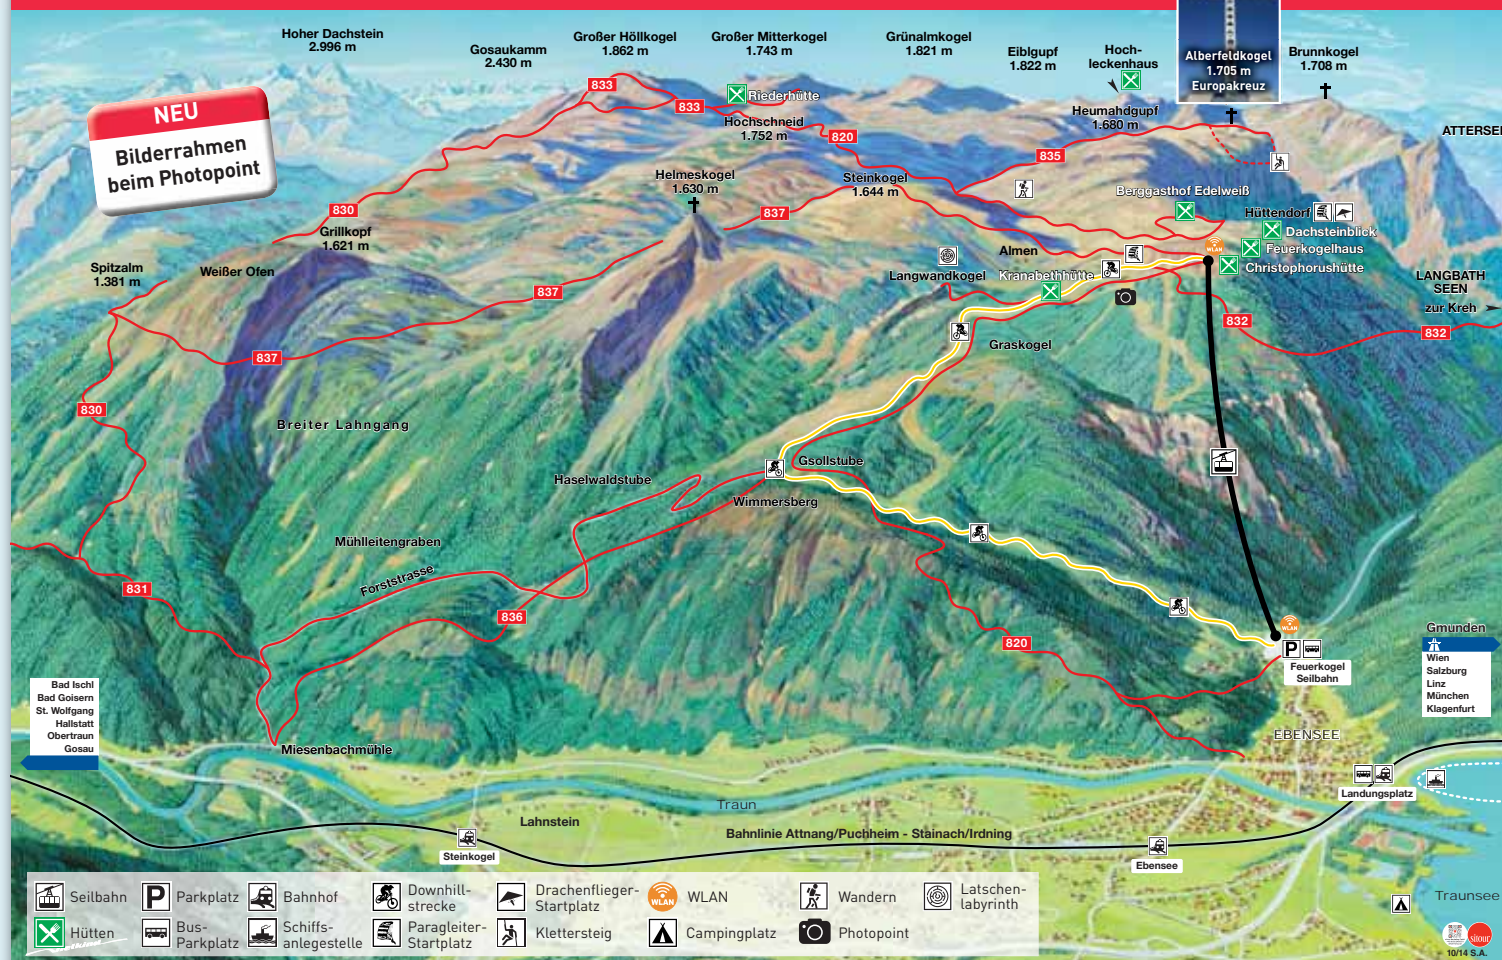 Hoher Dachstein
2.996 m
Gosaukamm
2.430 m
Großer Höllkogel
1.862 m
Großer Mitterkogel
1.743 m
Grünalmkogel
1.821 m
Eiblgupf
1.822 m
Hoch-
leckenhaus
Alberfeldkogel
1.705 m
Europakreuz
Brunnkogel
1.708 m
NEU
Bilderrahmen
beim Photopoint
833
833
Riederhütte
Hochschneid
1.752 m
820
Heumahdgupf
1.680 m
835
ATTERSEE
Helmeskogel
1.630 m
Steinkogel
1.644 m
Berggasthof Edelweiß
830
837
Hüttendorf
Dachsteinblick
Feuerkogelhaus
Christophorushütte
Grillkopf
1.621 m
Spitzalm
1.381 m
Weißer Ofen
Almen
WLAN
Langwandkogel
Kranabethhütte
LANGBATH
SEEN
zur Kreh
837
832
832
Graskogel
837
830
Breiter Lahngang
Gsollstube
Haselwaldstube
Wimmersberg
Mühlleitengraben
Forststrasse
831
836
820
WLAN
P
Feuerkogel
Seilbahn
Gmunden
Wien
Salzburg
Linz
München
Klagenfurt
Bad Ischl
Bad Goisern
St. Wolfgang
Hallstatt
Obertraun
Gosau
Miesenbachmühle
EBENSEE
Landungsplatz
Traun
Lahnstein
Bahnlinie Attnang/Puchheim - Stainach/Irdning
Steinkogel
Ebensee
Traunsee
Seilbahn
P Parkplatz
Bahnhof
Downhill-
strecke
Drachenflieger-
Startplatz
WLAN WLAN
Wandern
Latschen-
labyrinth
Hütten
Bus-
Parkplatz
Schiffs-
anlegestelle
Paragleiter-
Startplatz
Klettersteig
Campingplatz
Photopoint
sitour
10/14 S.A.